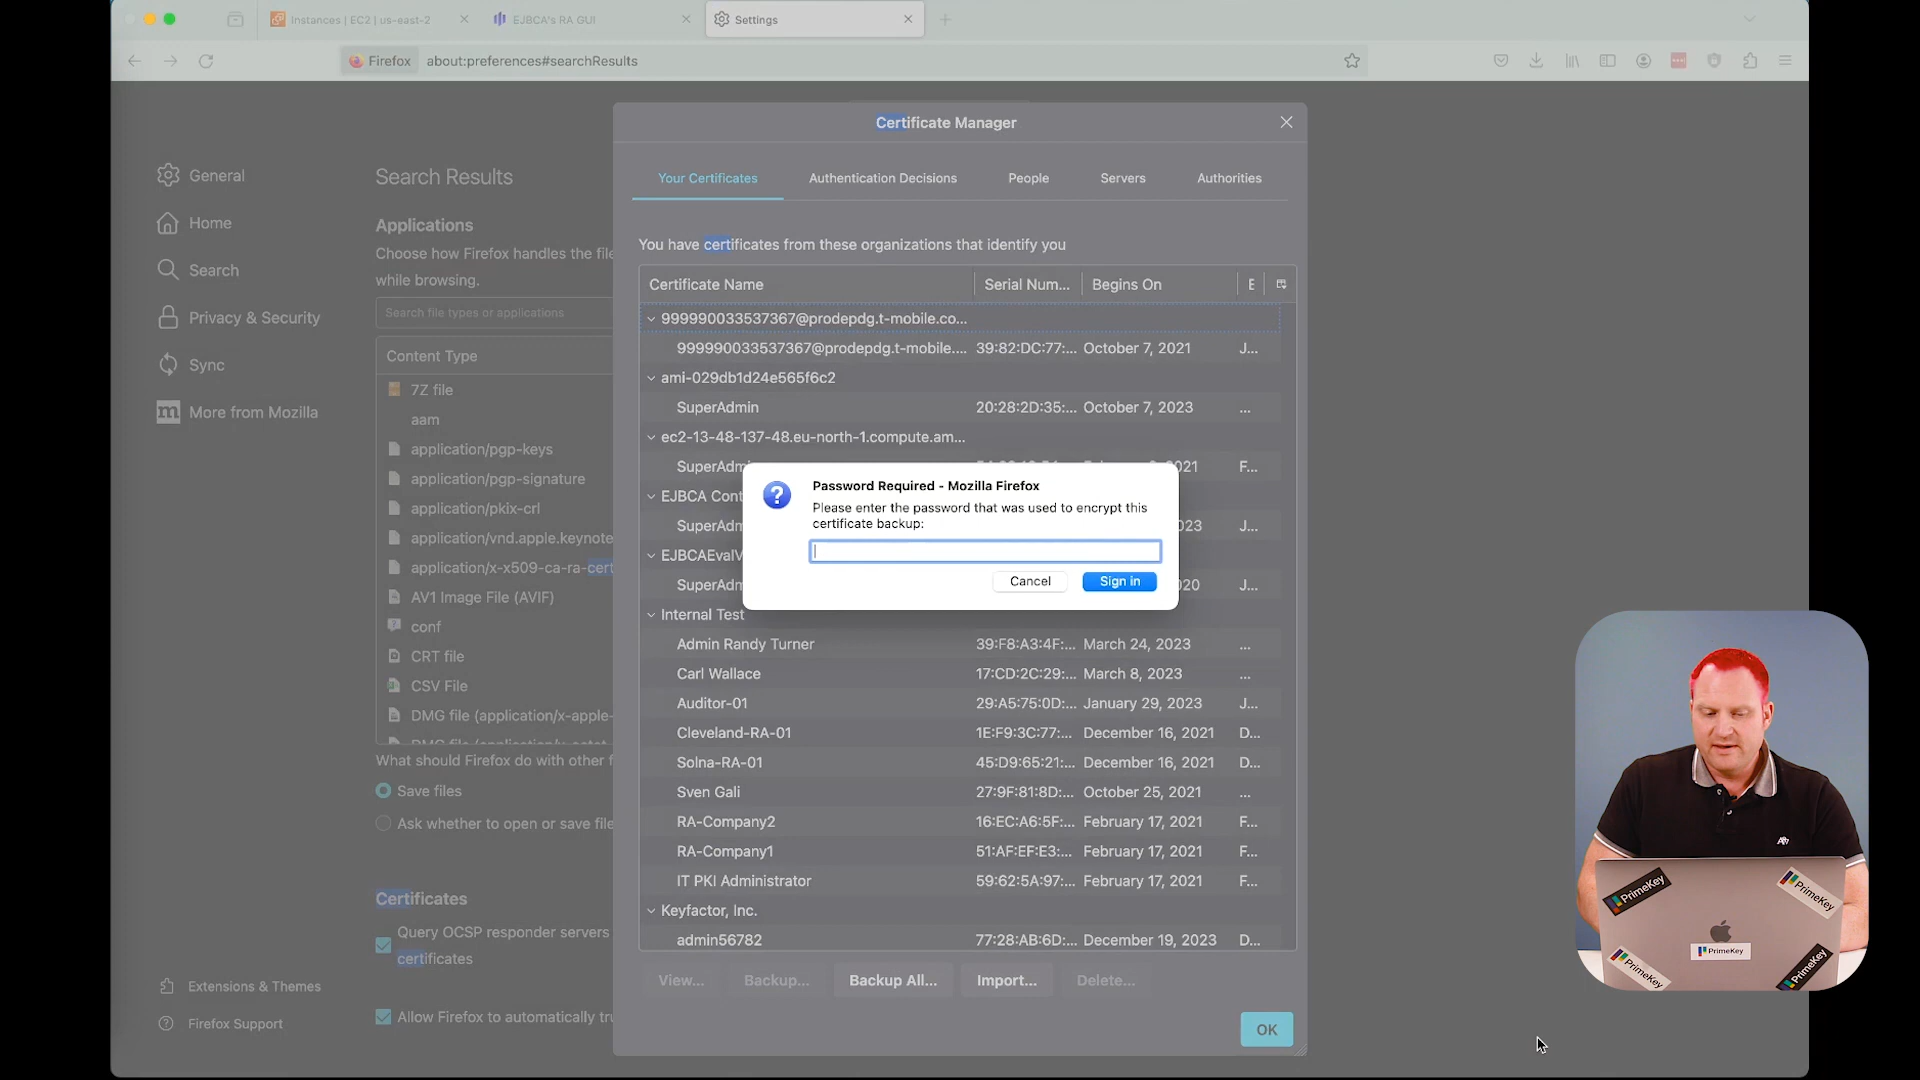 Instances | EC2 | us-east-2
EJBCA's RA GUI
Settings
Firefox
about:preferences#searchResults
Certificate Manager
General
Home
Search
Privacy & Security
Sync
More from Mozilla
Extensions & Themes
Firefox Support
Search Results
Applications
Choose how Firefox handles the file
while browsing.
Search file types or applications
Content Type
7Z file
aam
application/pgp-keys
application/pgp-signature
application/pkix-crl
application/vnd.apple.keynote
application/x-x509-ca-ra-cert
AV1 Image File (AVIF)
conf
CRT file
CSV File
DMG file (application/x-apple-
What should Firefox do with other f
Save files
Ask whether to open or save file
Certificates
Query OCSP responder servers
certificates
Allow Firefox to automatically tru
Your Certificates
Authentication Decisions
People
Servers
Authorities
You have certificates from these organizations that identify you
Certificate Name Serial Num... Begins On E
999990033537367@prodepdg.t-mobile.co...
999990033537367@prodepdg.t-mobile.... 39:82:DC:77:... October 7, 2021 J...
ami-029db1d24e565f6c2
SuperAdmin 20:28:2D:35:... October 7, 2023 ...
ec2-13-48-137-48.eu-north-1.compute.am...
SuperAdm 21 F...
EJBCA Cont
SuperAdm 023 J...
EJBCAEvalV
SuperAdm 020 J...
Internal Test
Admin Randy Turner 39:F8:A3:4F:... March 24, 2023 ...
Carl Wallace 17:CD:2C:29:... March 8, 2023 ...
Auditor-01 29:A5:75:0D:... January 29, 2023 J...
Cleveland-RA-01 1E:F9:3C:77:... December 16, 2021 D...
Solna-RA-01 45:D9:65:21:... December 16, 2021 D...
Sven Gali 27:9F:81:8D:... October 25, 2021 ...
RA-Company2 16:EC:A6:5F:... February 17, 2021 F...
RA-Company1 51:AF:EF:E3:... February 17, 2021 F...
IT PKI Administrator 59:62:5A:97:... February 17, 2021 F...
Keyfactor, Inc.
admin56782 77:28:AB:6D:... December 19, 2023 D...
View...
Backup...
Backup All...
Import...
Delete...
OK
Password Required - Mozilla Firefox
Please enter the password that was used to encrypt this
certificate backup:
Cancel
Sign in
PrimeKey
PrimeKey
PrimeKey
PrimeKey
PrimeKey